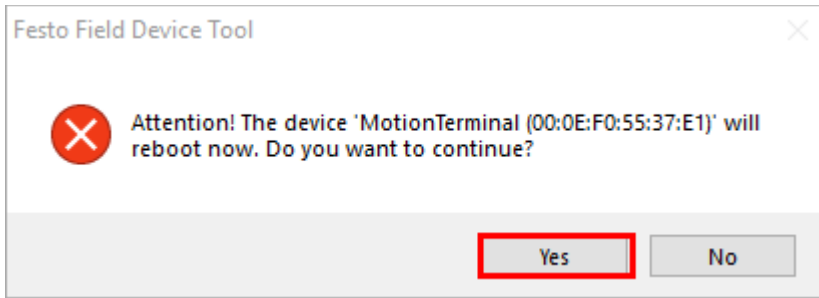 Festo Field Device Tool
Attention! The device 'MotionTerminal (00:0E:F0:55:37:E1)' will
reboot now. Do you want to continue?
Yes
No